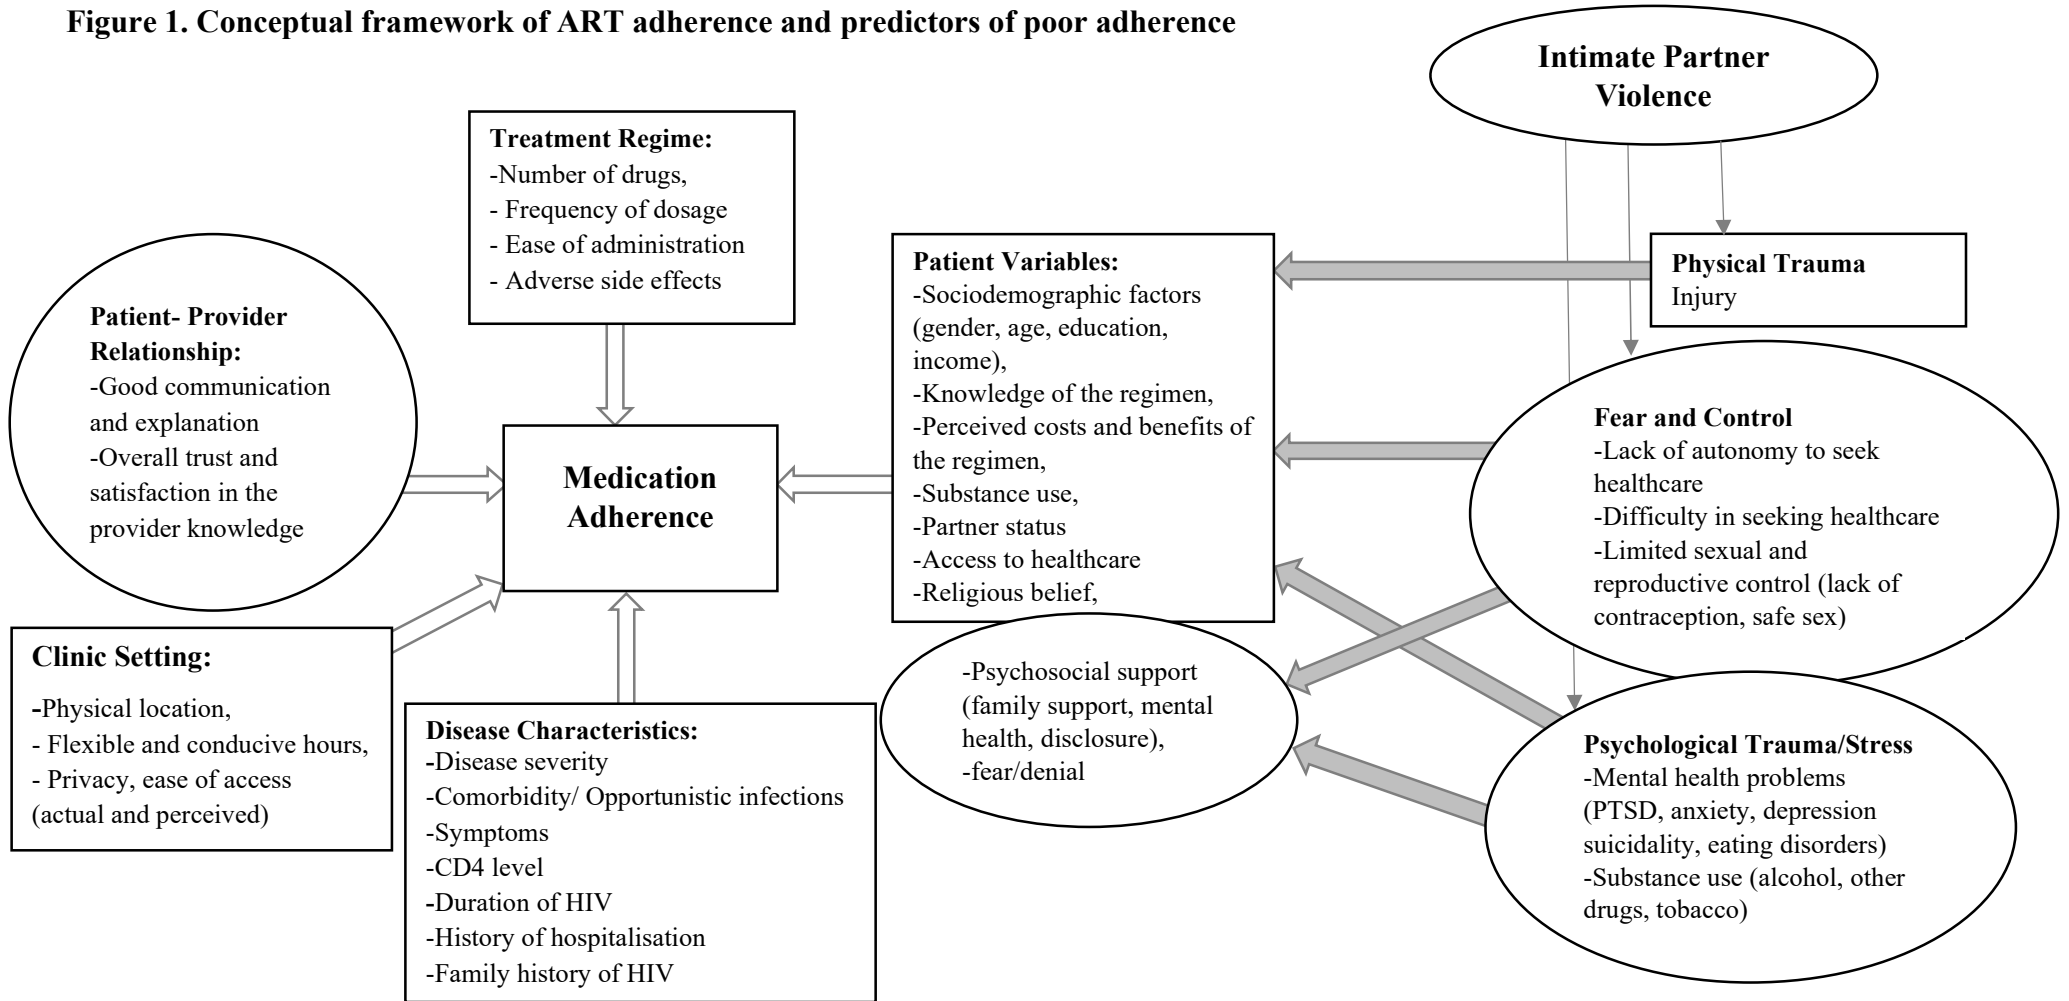 Figure 1. Conceptual framework of ART adherence and predictors of poor adherence
Intimate Partner
Violence
Treatment Regime:
-Number of drugs,
- Frequency of dosage
- Ease of administration
- Adverse side effects
Patient- Provider
Relationship:
-Good communication
and explanation
-Overall trust and
satisfaction in the
provider knowledge
Medication
Adherence
Patient Variables:
-Sociodemographic factors
(gender, age, education,
income),
-Knowledge of the regimen,
-Perceived costs and benefits of
the regimen,
-Substance use,
-Partner status
-Access to healthcare
-Religious belief,
Physical Trauma
Injury
Fear and Control
-Lack of autonomy to seek
healthcare
-Difficulty in seeking healthcare
-Limited sexual and
reproductive control (lack of
contraception, safe sex)
Clinic Setting:
-Physical location,
- Flexible and conducive hours,
- Privacy, ease of access
(actual and perceived)
Disease Characteristics:
-Disease severity
-Comorbidity/ Opportunistic infections
-Symptoms
-CD4 level
-Duration of HIV
-History of hospitalisation
-Family history of HIV
-Psychosocial support
(family support, mental
health, disclosure),
-fear/denial
Psychological Trauma/Stress
-Mental health problems
(PTSD, anxiety, depression
suicidality, eating disorders)
-Substance use (alcohol, other
drugs, tobacco)